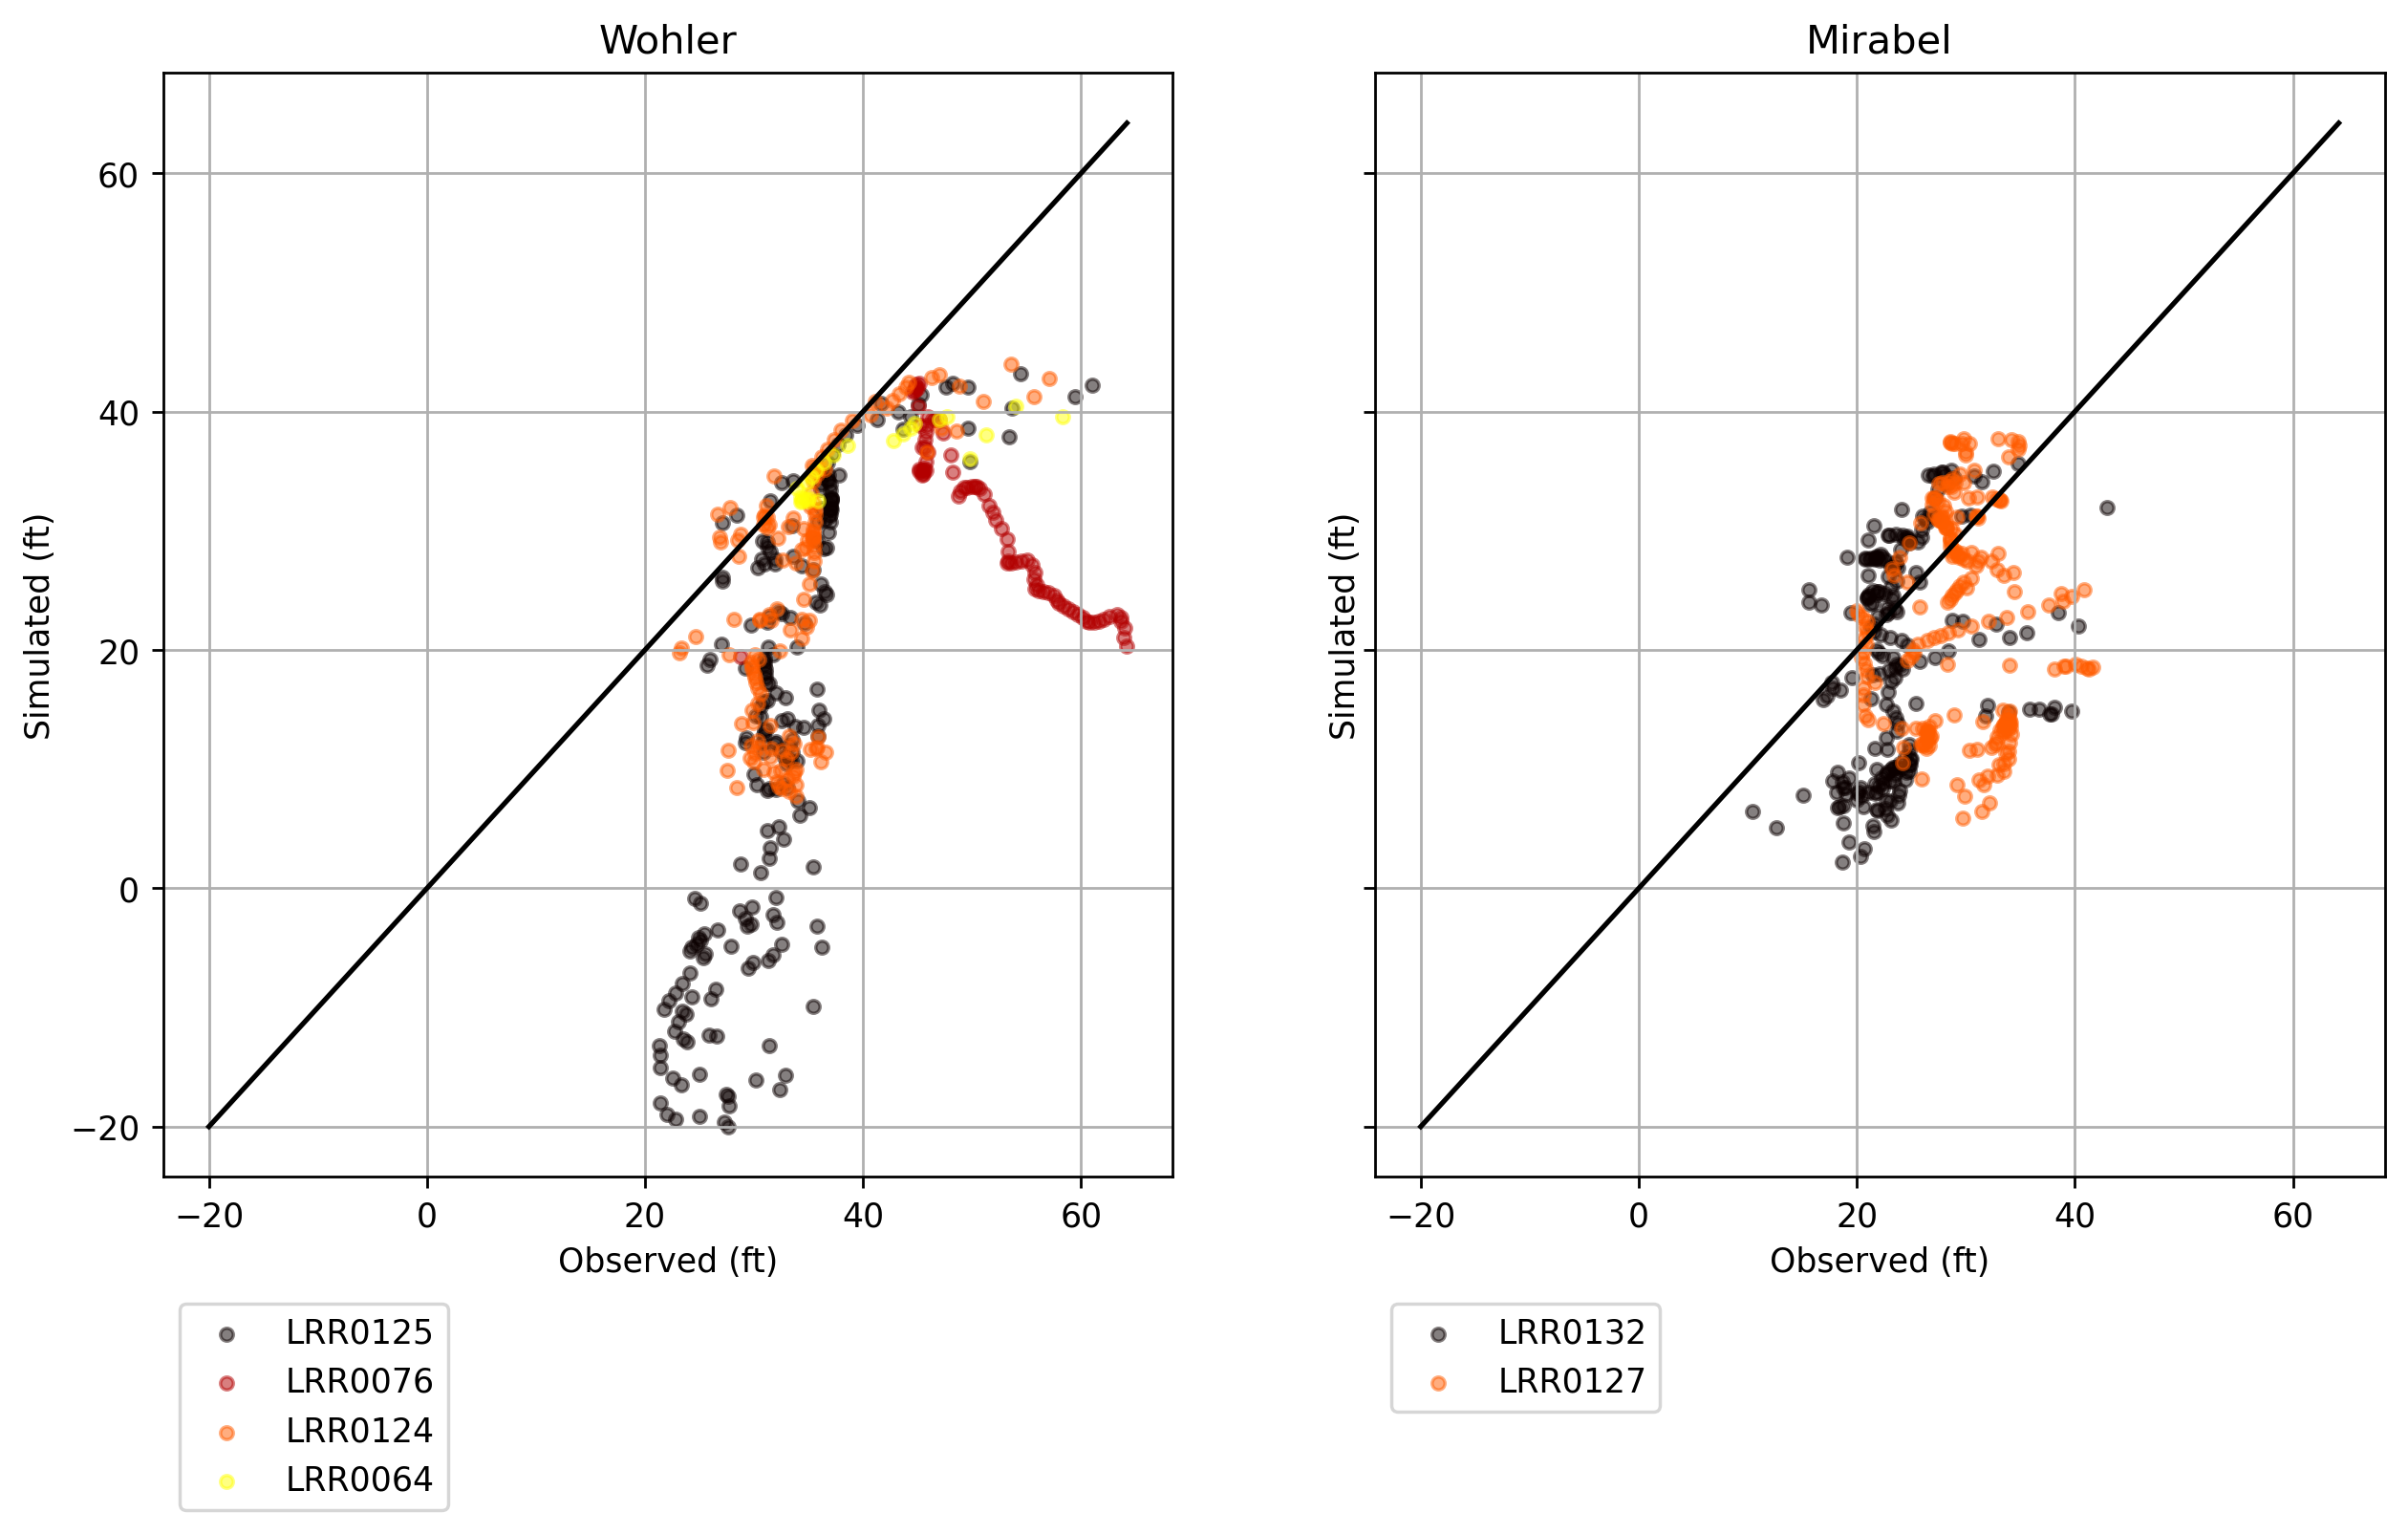 Wohler
Mirabel
60
40
20
0
−20
Simulated (ft)
Simulated (ft)
−20 0 20 40 60
−20 0 20 40 60
Observed (ft)
Observed (ft)
LRR0125
LRR0076
LRR0124
LRR0064
LRR0132
LRR0127